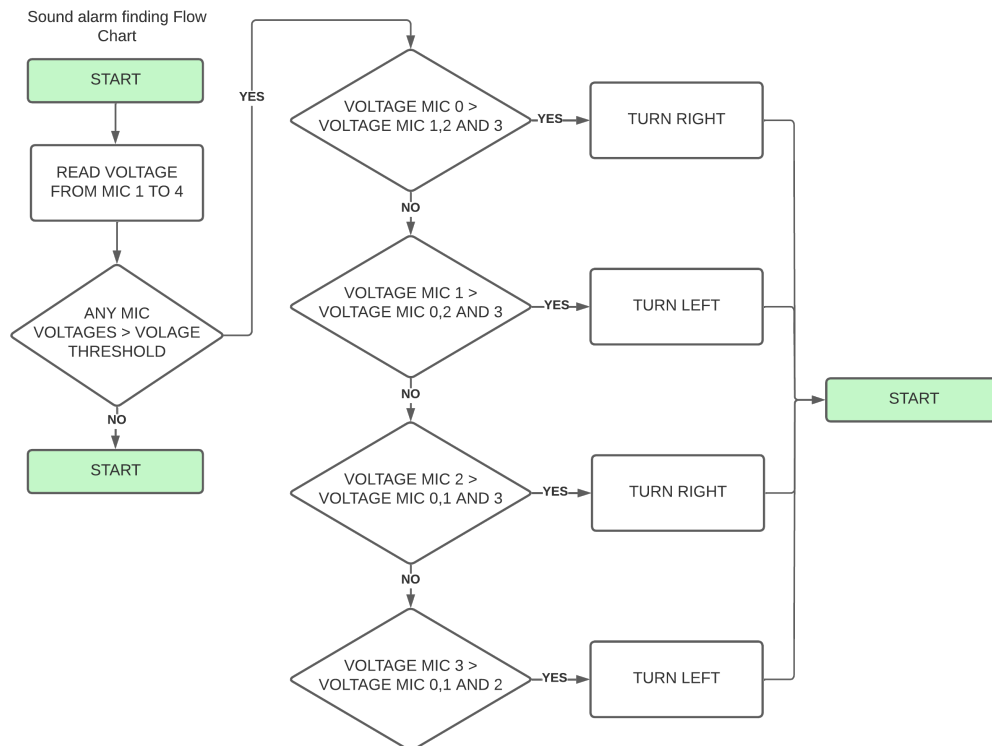 Sound alarm finding Flow
Chart
START
READ VOLTAGE
FROM MIC 1 TO 4
ANY MIC
VOLTAGES > VOLAGE
THRESHOLD
NO
START
YES
VOLTAGE MIC 0 >
VOLTAGE MIC 1,2 AND 3
YES
TURN RIGHT
NO
VOLTAGE MIC 1 >
VOLTAGE MIC 0,2 AND 3
YES
TURN LEFT
NO
VOLTAGE MIC 2 >
VOLTAGE MIC 0,1 AND 3
YES
TURN RIGHT
NO
VOLTAGE MIC 3 >
VOLTAGE MIC 0,1 AND 2
YES
TURN LEFT
START